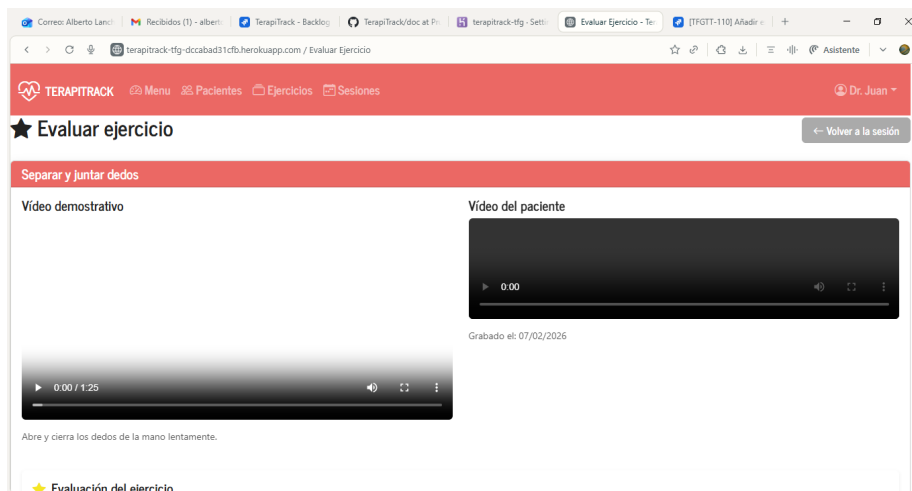 Correo: Alberto Lanch
Recibidos (1) - albert
TerapiTrack - Backlog
TerapiTrack/doc at Pr
terapitrack-tfg - Setti
Evaluar Ejercicio - Ter
[TFGTT-110] Añadir e
terapitrack-tfg-dccabad31cfb.herokuapp.com / Evaluar Ejercicio
Asistente
TERAPITRACK Menu Pacientes Ejercicios Sesiones Dr. Juan
Evaluar ejercicio
← Volver a la sesión
Separar y juntar dedos
Vídeo demostrativo
Vídeo del paciente
0:00
Grabado el: 07/02/2026
0:00 / 1:25
Abre y cierra los dedos de la mano lentamente.
Evaluación del ejercicio